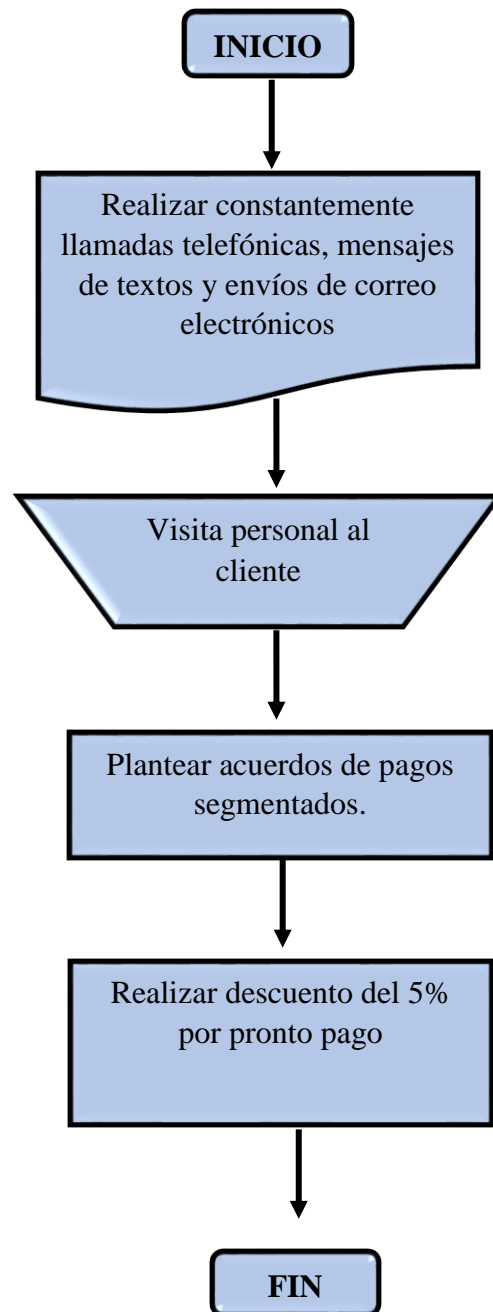 INICIO
Realizar constantemente
llamadas telefónicas, mensajes
de textos y envíos de correo
electrónicos
Visita personal al
cliente
Plantear acuerdos de pagos
segmentados.
Realizar descuento del 5%
por pronto pago
FIN